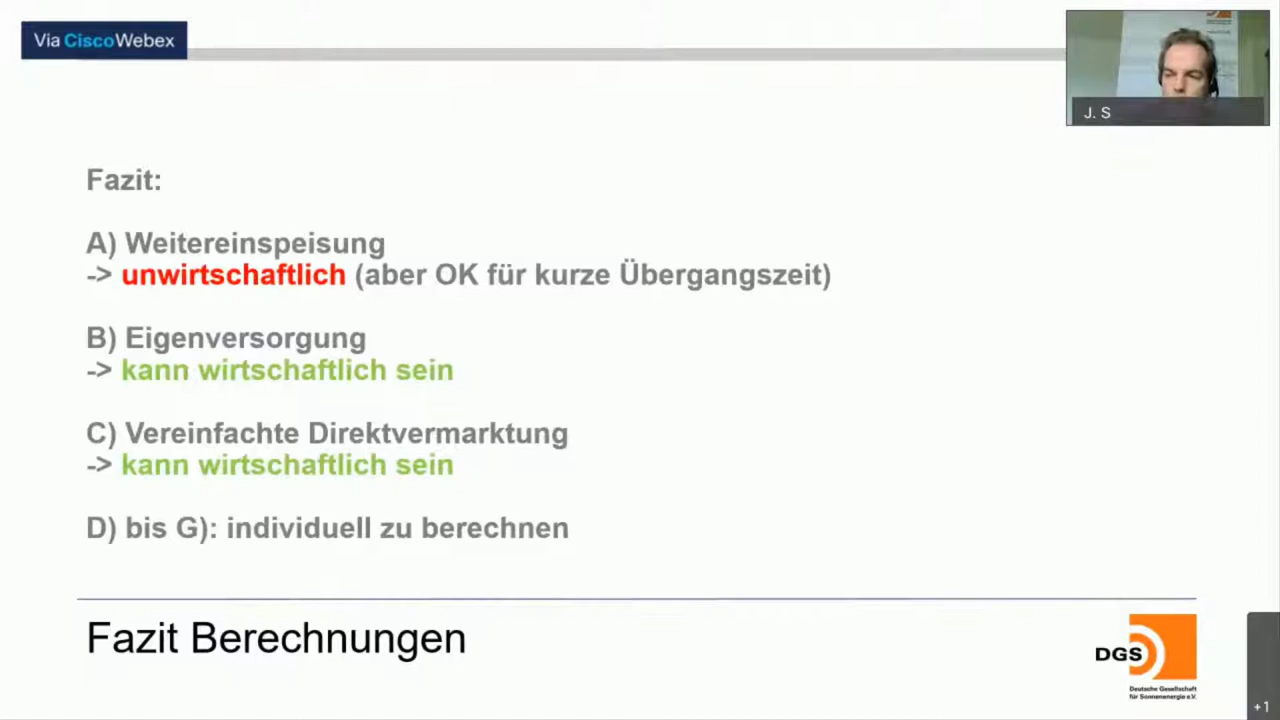 Via CiscoWebex
J. S
Fazit:
A) Weitereinspeisung
-> unwirtschaftlich (aber OK für kurze Übergangszeit)
B) Eigenversorgung
-> kann wirtschaftlich sein
C) Vereinfachte Direktvermarktung
-> kann wirtschaftlich sein
D) bis G): individuell zu berechnen
Fazit Berechnungen
DGS
Deutsche Gesellschaft
für Sonnenenergie e.V.
+1